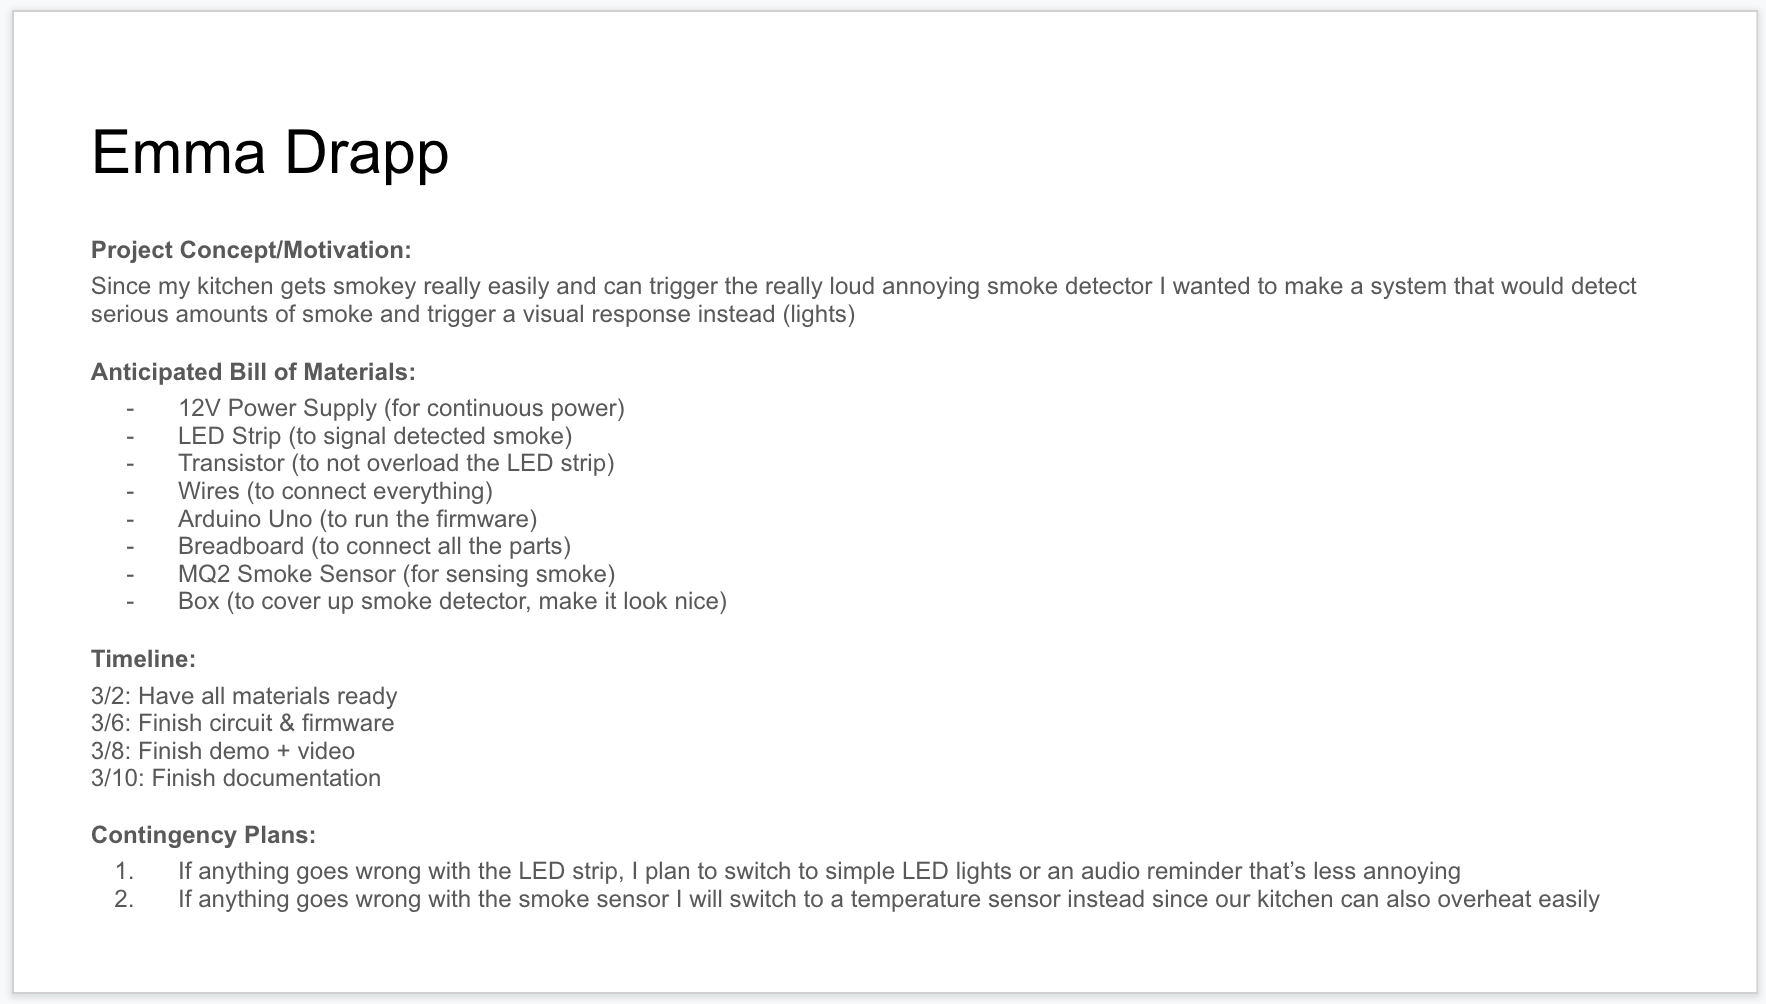 Emma Drapp
Project Concept/Motivation:
Since my kitchen gets smokey really easily and can trigger the really loud annoying smoke detector I wanted to make a system that would detect
serious amounts of smoke and trigger a visual response instead (lights)
Anticipated Bill of Materials:
- 12V Power Supply (for continuous power)
- LED Strip (to signal detected smoke)
- Transistor (to not overload the LED strip)
- Wires (to connect everything)
- Arduino Uno (to run the firmware)
- Breadboard (to connect all the parts)
- MQ2 Smoke Sensor (for sensing smoke)
- Box (to cover up smoke detector, make it look nice)
Timeline:
3/2: Have all materials ready
3/6: Finish circuit & firmware
3/8: Finish demo + video
3/10: Finish documentation
Contingency Plans:
1. If anything goes wrong with the LED strip, I plan to switch to simple LED lights or an audio reminder that’s less annoying
2. If anything goes wrong with the smoke sensor I will switch to a temperature sensor instead since our kitchen can also overheat easily